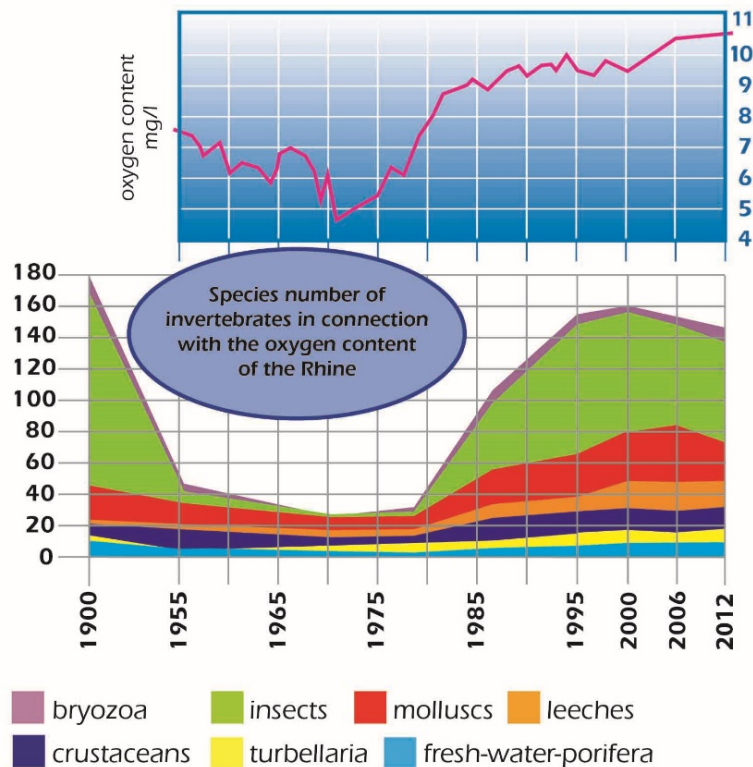 oxygen content
mg/l
11
10
9
8
7
6
5
4
180
160
140
120
100
80
60
40
20
0
Species number of
invertebrates in connection
with the oxygen content
of the Rhine
1900
1955
1965
1975
1985
1995
2000
2006
2012
bryozoa
insects
molluscs
leeches
crustaceans
turbellaria
fresh-water-porifera